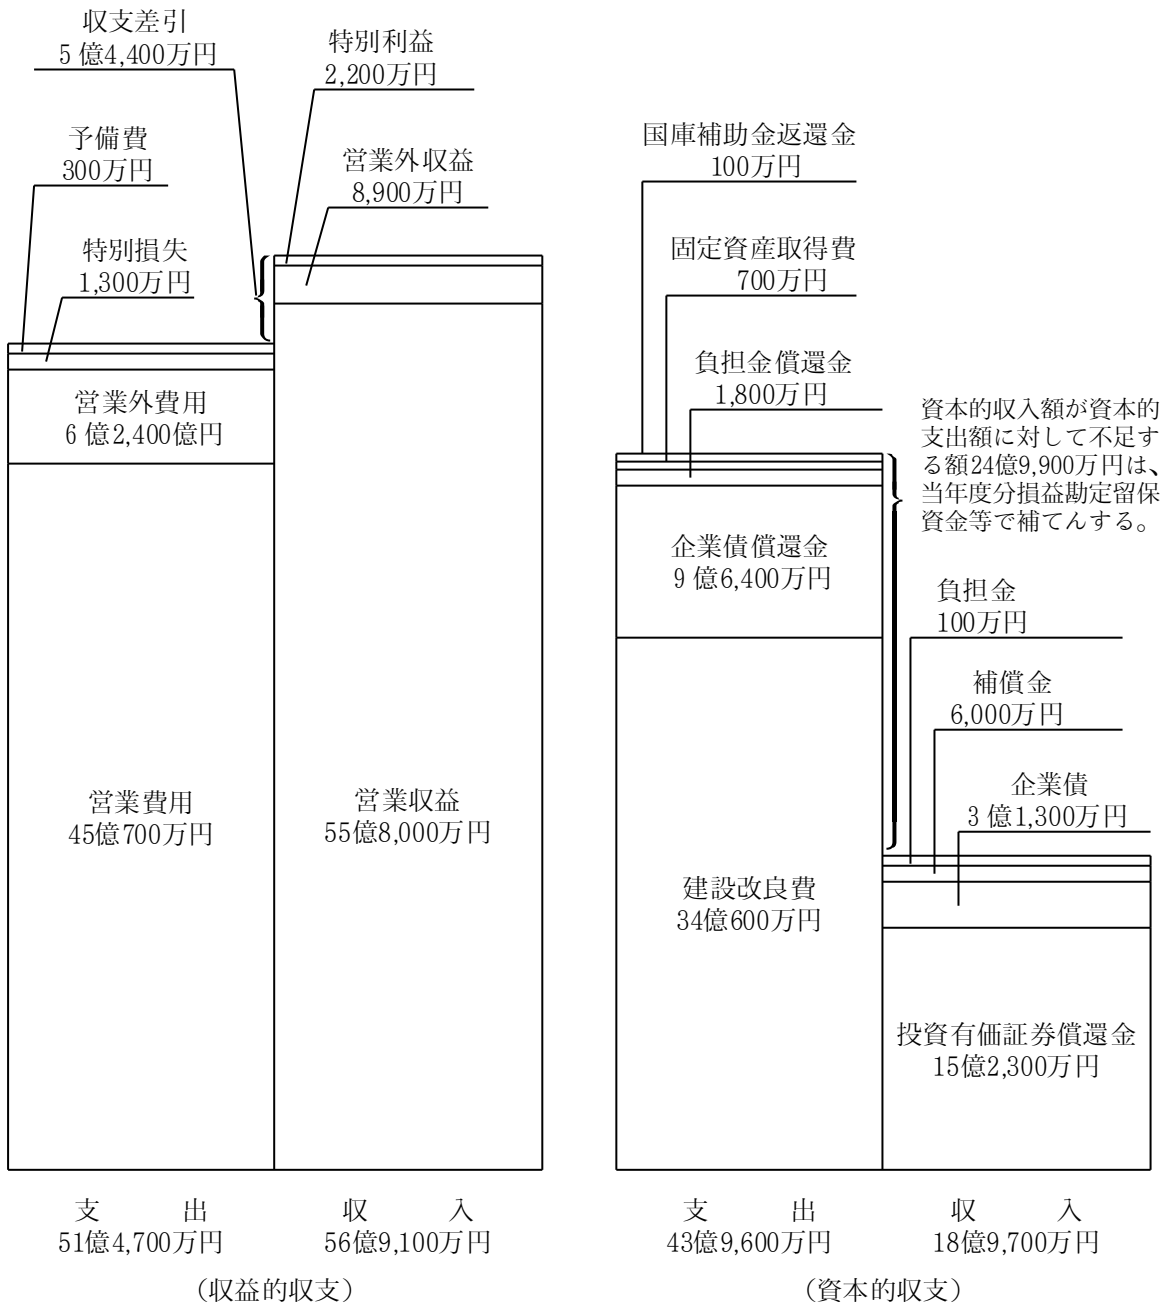 収支差引
5億4,400万円
特別利益
2,200万円
予備費
300万円
営業外収益
8,900万円
特別損失
1,300万円
営業外費用
6億2,400億円
営業費用
45億700万円
営業収益
55億8,000万円
支出
51億4,700万円
収入
56億9,100万円
（収益的収支）
国庫補助金返還金
100万円
固定資産取得費
700万円
負担金償還金
1,800万円
資本的収入額が資本的
支出額に対して不足す
る額24億9,900万円は、
当年度分損益勘定留保
資金等で補てんする。
企業債償還金
9億6,400万円
負担金
100万円
補償金
6,000万円
企業債
3億1,300万円
建設改良費
34億600万円
投資有価証券償還金
15億2,300万円
支出
43億9,600万円
収入
18億9,700万円
（資本的収支）